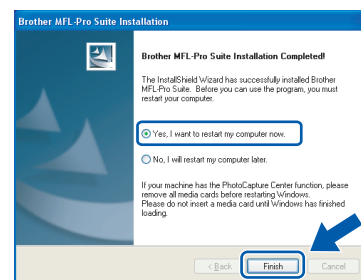 Brother MFL-Pro Suite Installation
Brother MFL-Pro Suite Installation Completed!
The InstallShield Wizard has successfully installed Brother
MFL-Pro Suite. Before you can use the program, you must
restart your computer.
Yes, I want to restart my computer now.
No, I will restart my computer later.
If your machine has the PhotoCapture Center function, please
remove all media cards before restarting Windows.
Please do not insert a media card until Windows has finished
loading.
< Back Finish Cancel